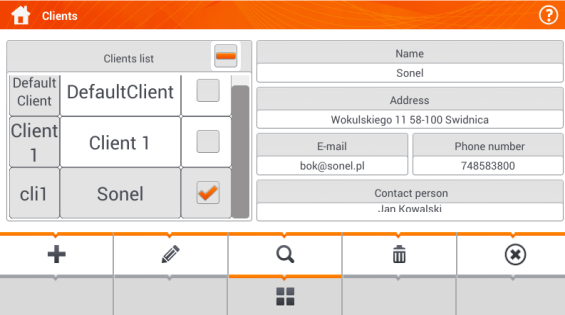 Clients
Clients list
Default
Client
DefaultClient
Client
1
Client 1
cli1
Sonel
Name
Sonel
Address
Wokulskiego 11 58-100 Swidnica
E-mail
bok@sonel.pl
Phone number
748583800
Contact person
Jan Kowalski